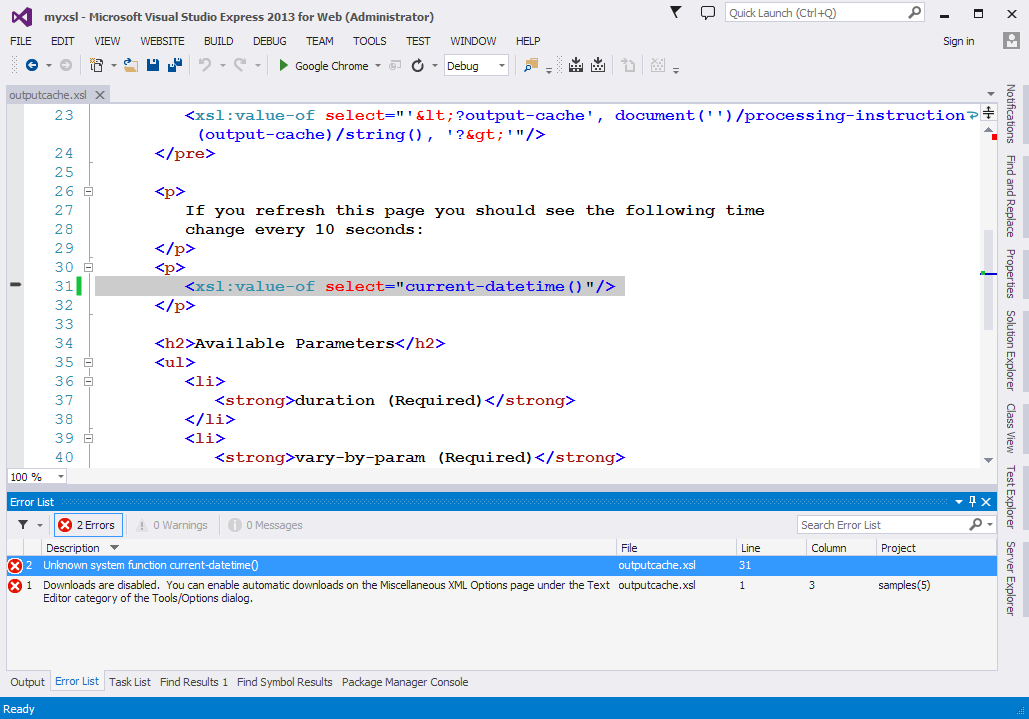 myxsl - Microsoft Visual Studio Express 2013 for Web (Administrator)
Quick Launch (Ctrl+Q)
FILE EDIT VIEW WEBSITE BUILD DEBUG TEAM TOOLS TEST WINDOW HELP
Sign in
Google Chrome
Debug
outputcache.xsl
23 <xsl:value-of select="'&lt;?output-cache', document('')/processing-instruction
(output-cache)/string(), '?&gt;'"/>
24 </pre>
25
26 <p>
27 If you refresh this page you should see the following time
28 change every 10 seconds:
29 </p>
30 <p>
31 <xsl:value-of select="current-datetime()"/>
32 </p>
33
34 <h2>Available Parameters</h2>
35 <ul>
36 <li>
37 <strong>duration (Required)</strong>
38 </li>
39 <li>
40 <strong>vary-by-param (Required)</strong>
100 %
Notifications
Find and Replace
Properties
Solution Explorer
Class View
Test Explorer
Server Explorer
Error List
2 Errors 0 Warnings 0 Messages
Search Error List
Description File Line Column Project
2 Unknown system function current-datetime() outputcache.xsl 31
1 Downloads are disabled. You can enable automatic downloads on the Miscellaneous XML Options page under the Text outputcache.xsl 1 3 samples(5)
Editor category of the Tools/Options dialog.
Output Error List Task List Find Results 1 Find Symbol Results Package Manager Console
Ready